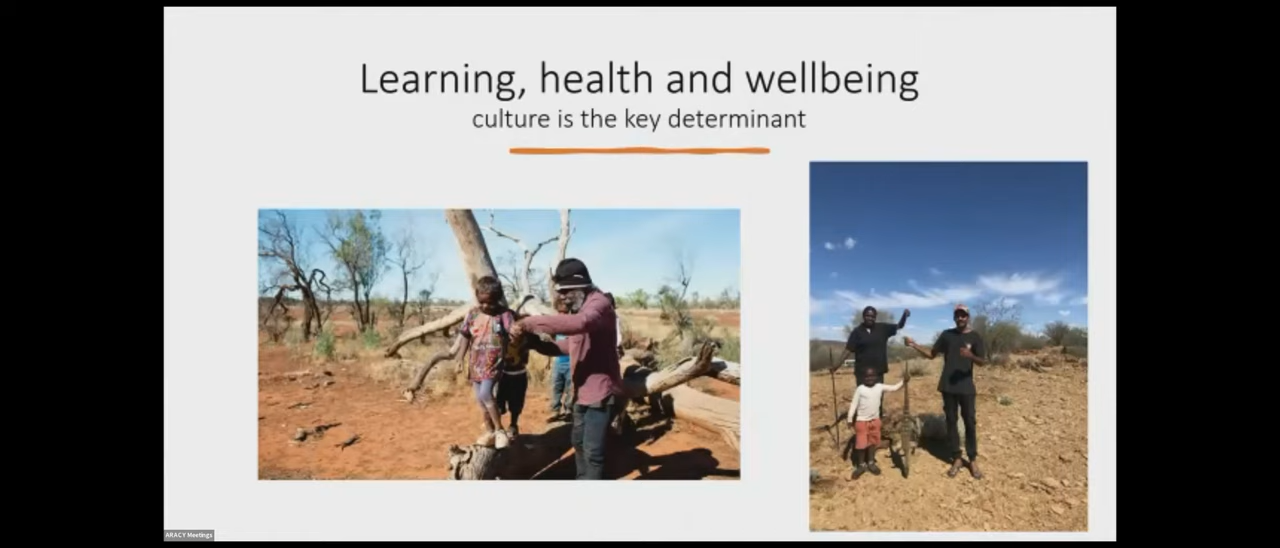 Learning, health and wellbeing
culture is the key determinant
ARACY Meetings